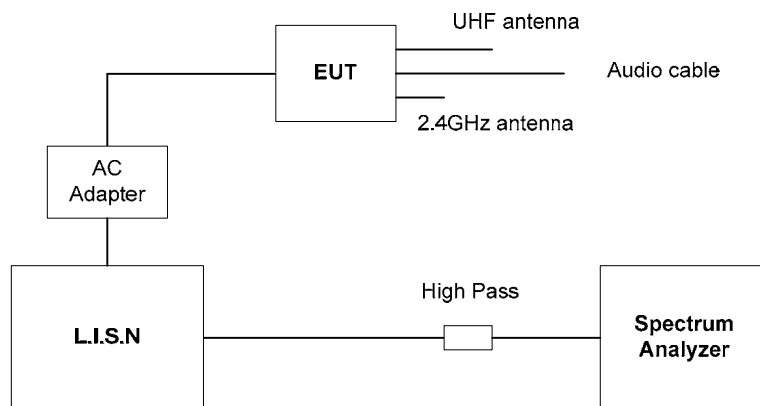 UHF antenna
EUT
Audio cable
2.4GHz antenna
AC
Adapter
High Pass
L.I.S.N
Spectrum
Analyzer